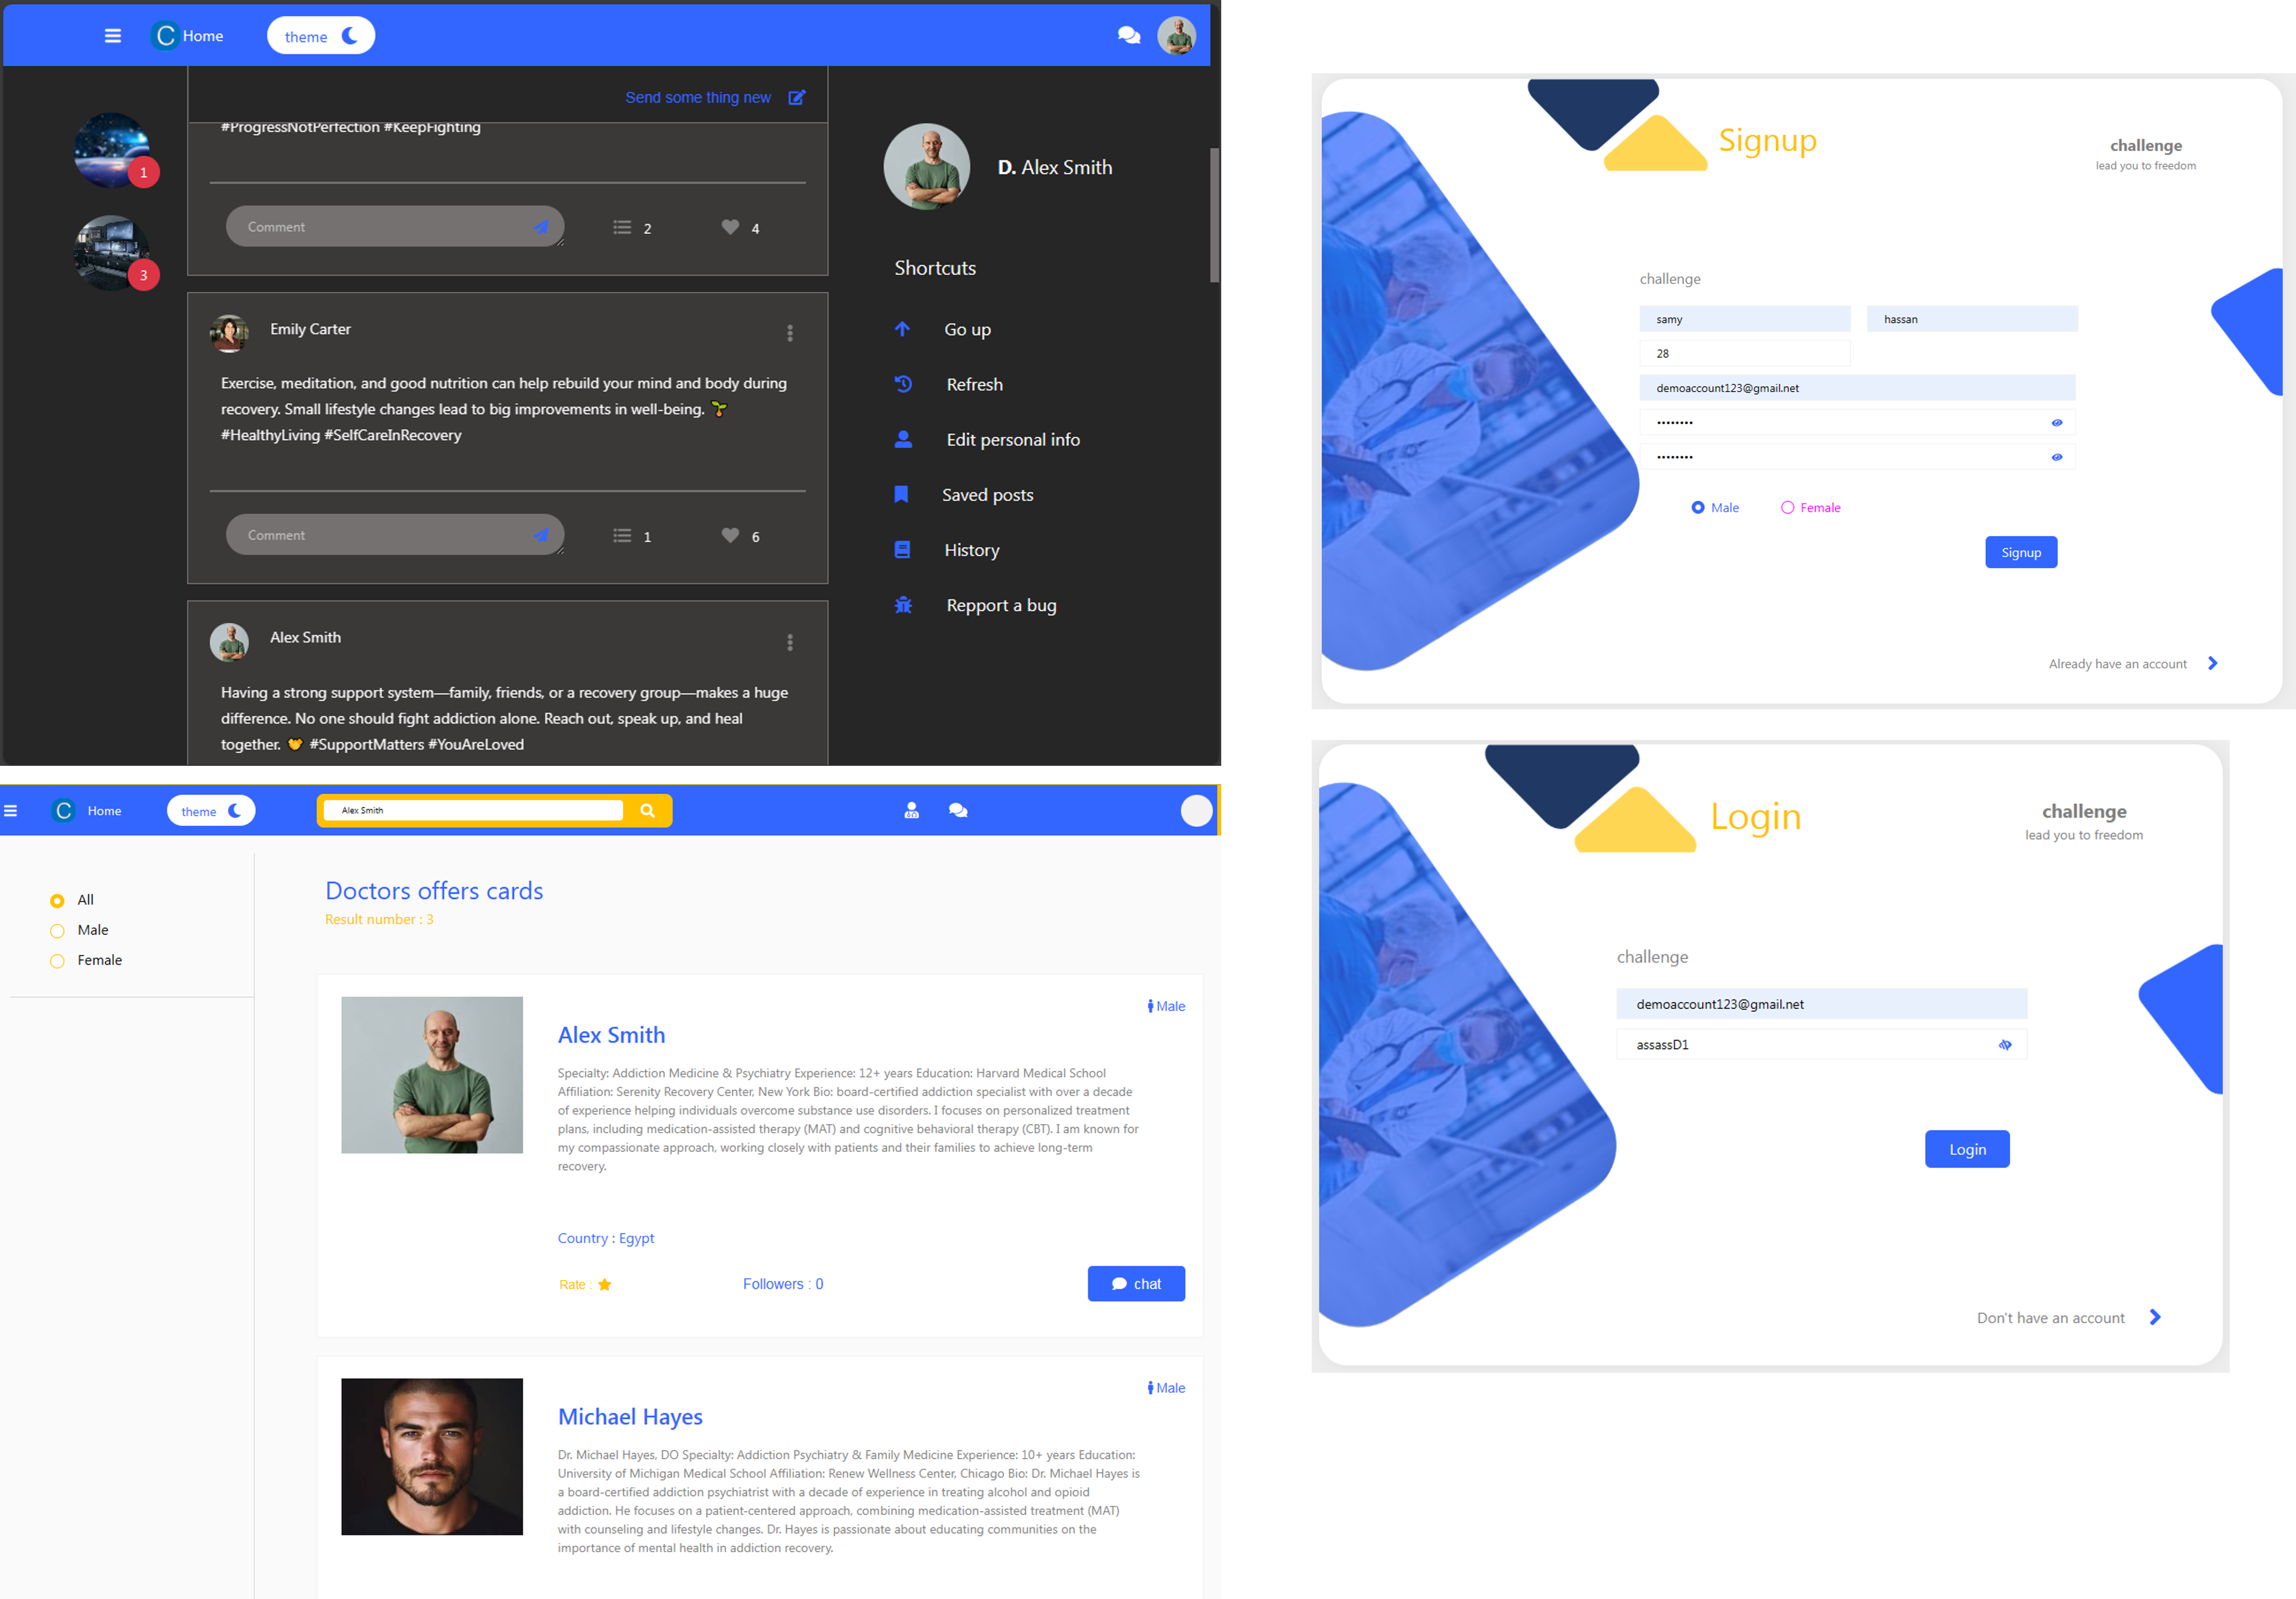 C Home
theme
Send some thing new
#ProgressNotPerfection #KeepFighting
1
3
Comment
2
4
Emily Carter
Exercise, meditation, and good nutrition can help rebuild your mind and body during
recovery. Small lifestyle changes lead to big improvements in well-being. 🌱
#HealthyLiving #SelfCareInRecovery
Comment
1
6
Alex Smith
Having a strong support system—family, friends, or a recovery group—makes a huge
difference. No one should fight addiction alone. Reach out, speak up, and heal
together. 💛 #SupportMatters #YouAreLoved
D. Alex Smith
Shortcuts
Go up
Refresh
Edit personal info
Saved posts
History
Repport a bug
C Home
theme
Alex Smith
All
Male
Female
Doctors offers cards
Result number : 3
Male
Alex Smith
Specialty: Addiction Medicine & Psychiatry Experience: 12+ years Education: Harvard Medical School
Affiliation: Serenity Recovery Center, New York Bio: board-certified addiction specialist with over a decade
of experience helping individuals overcome substance use disorders. I focuses on personalized treatment
plans, including medication-assisted therapy (MAT) and cognitive behavioral therapy (CBT). I am known for
my compassionate approach, working closely with patients and their families to achieve long-term
recovery.
Country : Egypt
Rate :
Followers : 0
chat
Male
Michael Hayes
Dr. Michael Hayes, DO Specialty: Addiction Psychiatry & Family Medicine Experience: 10+ years Education:
University of Michigan Medical School Affiliation: Renew Wellness Center, Chicago Bio: Dr. Michael Hayes is
a board-certified addiction psychiatrist with a decade of experience in treating alcohol and opioid
addiction. He focuses on a patient-centered approach, combining medication-assisted treatment (MAT)
with counseling and lifestyle changes. Dr. Hayes is passionate about educating communities on the
importance of mental health in addiction recovery.
Signup
challenge
lead you to freedom
challenge
samy
hassan
28
demoaccount123@gmail.net
••••••••
••••••••
Male
Female
Signup
Already have an account
Login
challenge
lead you to freedom
challenge
demoaccount123@gmail.net
assassD1
Login
Don't have an account